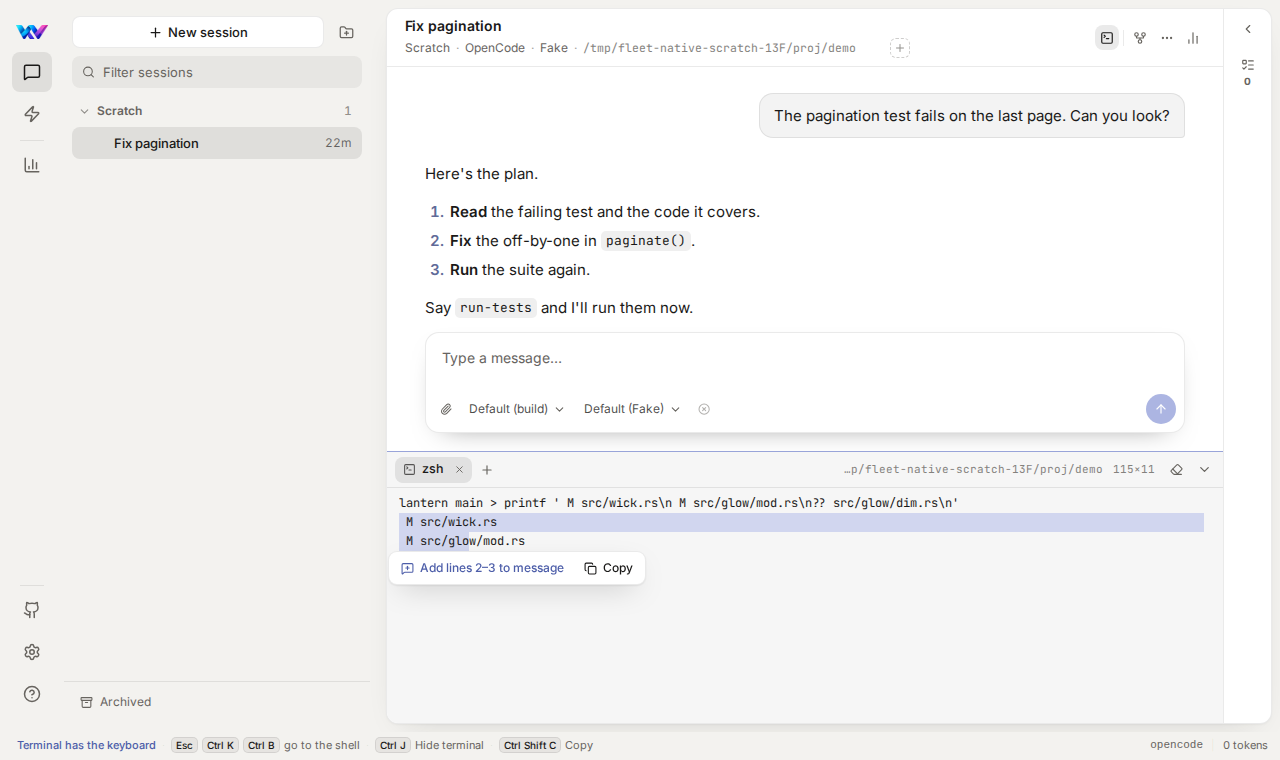 New session
Filter sessions
Scratch 1
Fix pagination 22m
Archived
Fix pagination
Scratch · OpenCode · Fake · /tmp/fleet-native-scratch-13F/proj/demo
0
The pagination test fails on the last page. Can you look?
Here's the plan.
1. Read the failing test and the code it covers.
2. Fix the off-by-one in paginate().
3. Run the suite again.
Say run-tests and I'll run them now.
Type a message...
Default (build) Default (Fake)
zsh …p/fleet-native-scratch-13F/proj/demo 115×11
lantern main > printf ' M src/wick.rs\n M src/glow/mod.rs\n?? src/glow/dim.rs\n'
M src/wick.rs
M src/glow/mod.rs
Add lines 2–3 to message Copy
Terminal has the keyboard Esc Ctrl K Ctrl B go to the shell Ctrl J Hide terminal Ctrl Shift C Copy opencode 0 tokens